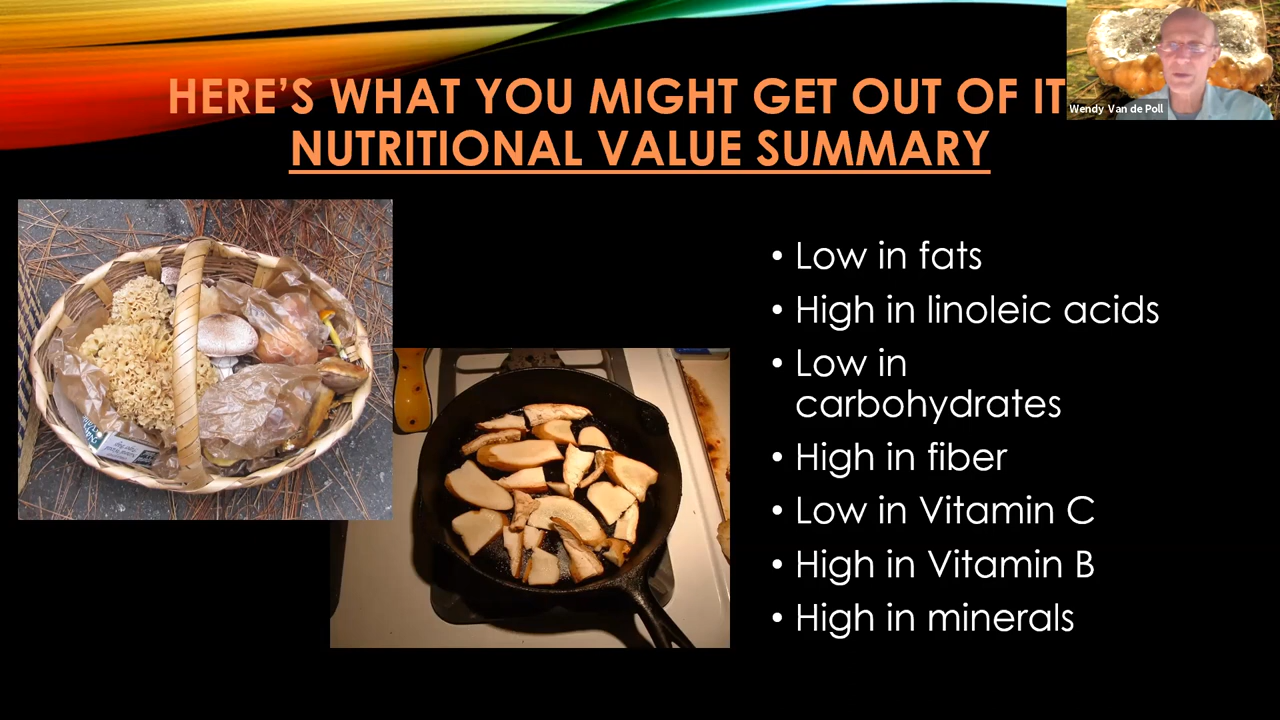 HERE'S WHAT YOU MIGHT GET OUT OF IT
NUTRITIONAL VALUE SUMMARY
Wendy Van de Poll
• Low in fats
• High in linoleic acids
• Low in
carbohydrates
• High in fiber
• Low in Vitamin C
• High in Vitamin B
• High in minerals